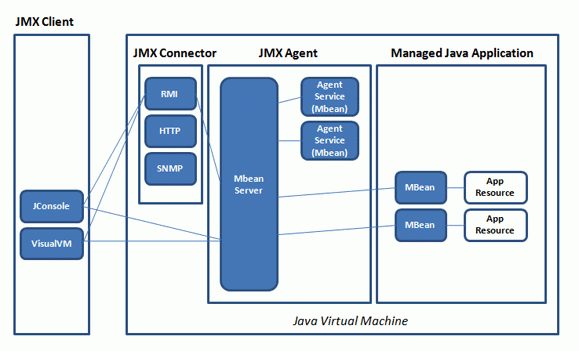 JMX Client
JMX Connector
JMX Agent
Managed Java Application
RMI
HTTP
SNMP
Mbean
Server
Agent
Service
(Mbean)
Agent
Service
(Mbean)
JConsole
VisualVM
MBean
App
Resource
MBean
App
Resource
Java Virtual Machine